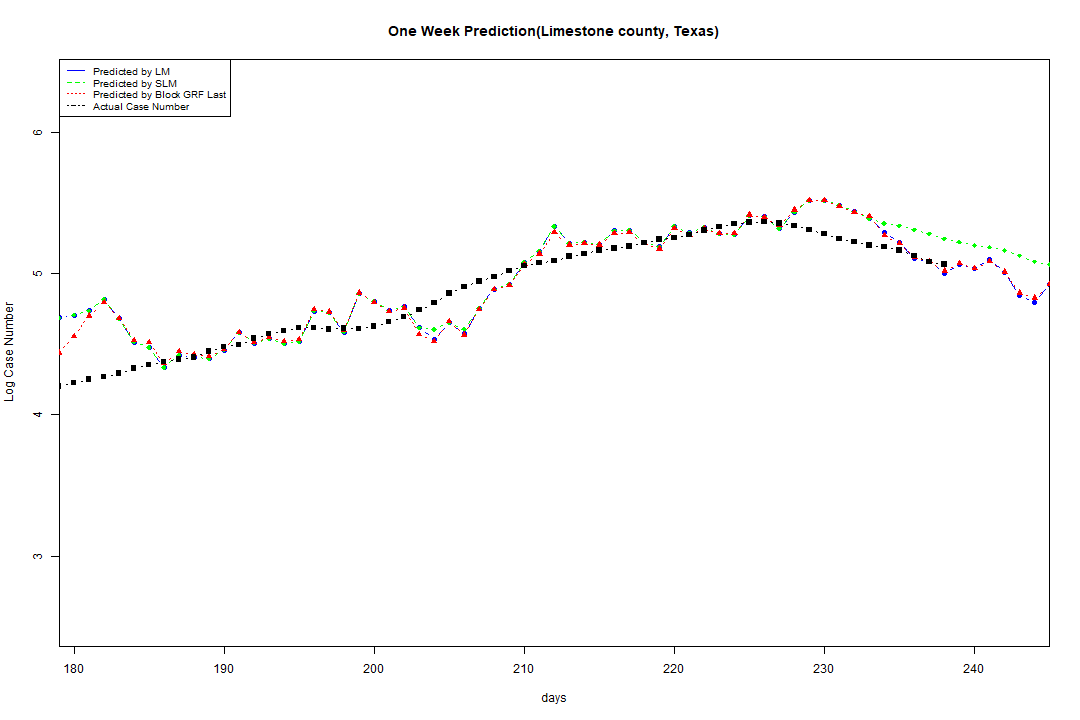 One Week Prediction(Limestone county, Texas)
Predicted by LM
Predicted by SLM
Predicted by Block GRF Last
Actual Case Number
6
5
4
3
Log Case Number
180 190 200 210 220 230 240
days